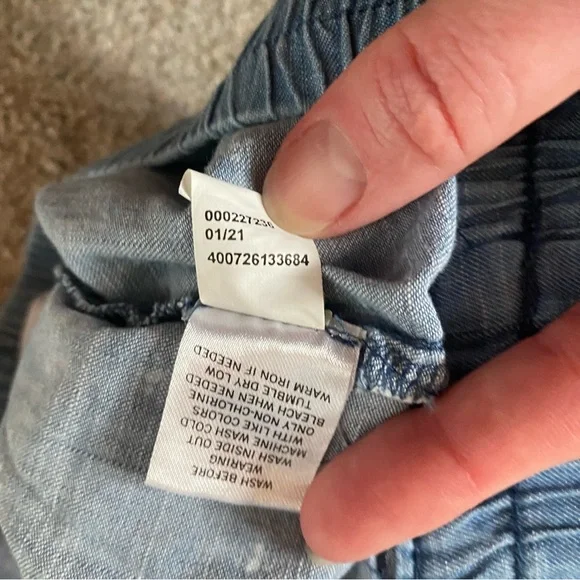 000227236
01/21
400726133684
WASH BEFORE
WEARING
WASH INSIDE OUT
MACHINE WASH COLD
WITH LIKE COLORS
ONLY NON-CHLORINE
BLEACH WHEN NEEDED
TUMBLE DRY LOW
WARM IRON IF NEEDED